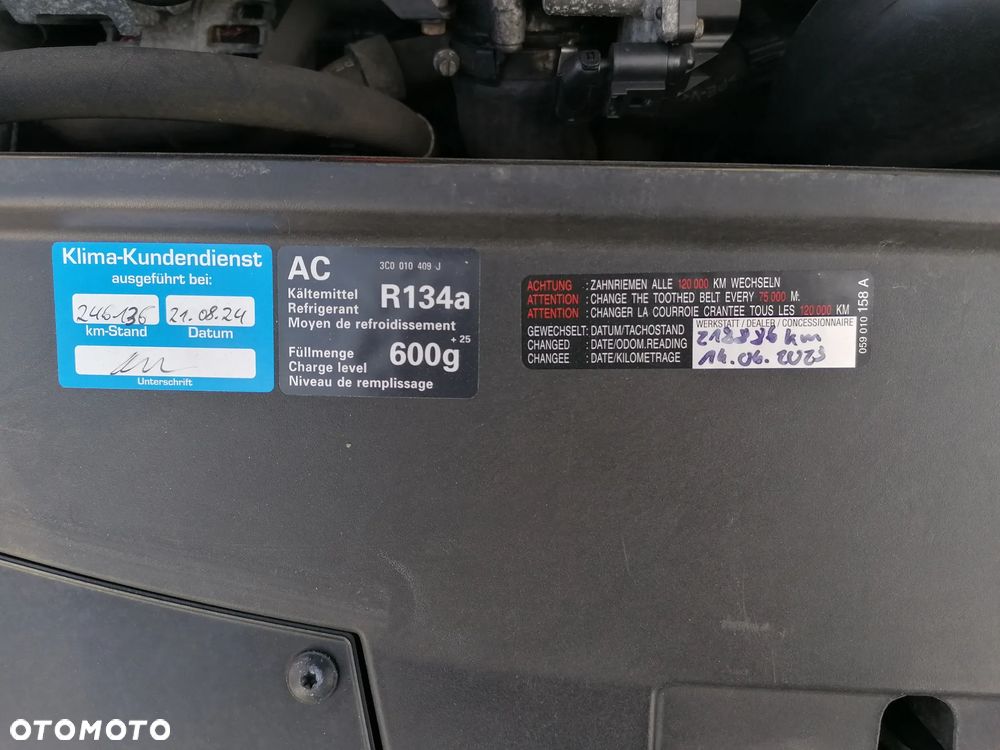 Klima-Kundendienst
ausgeführt bei:
246136
21.08.24
km-Stand
Datum
Unterschrift
AC
3C0 010 409 J
Kältemittel
Refrigerant
R134a
Moyen de refroidissement
Füllmenge
Charge level
600g +25
Niveau de remplissage
ACHTUNG : ZAHNRIEMEN ALLE 120 000 KM WECHSELN
ATTENTION : CHANGE THE TOOTHED BELT EVERY 75 000 M.
ATTENTION : CHANGER LA COURROIE CRANTEE TOUS LES 120 000 KM
WERKSTATT / DEALER / CONCESSIONNAIRE
GEWECHSELT: DATUM/TACHOSTAND
CHANGED : DATE/ODOM.READING
CHANGEE : DATE/KILOMETRAGE
km
14.06.2023
059 010 158 A
OTOMOTO